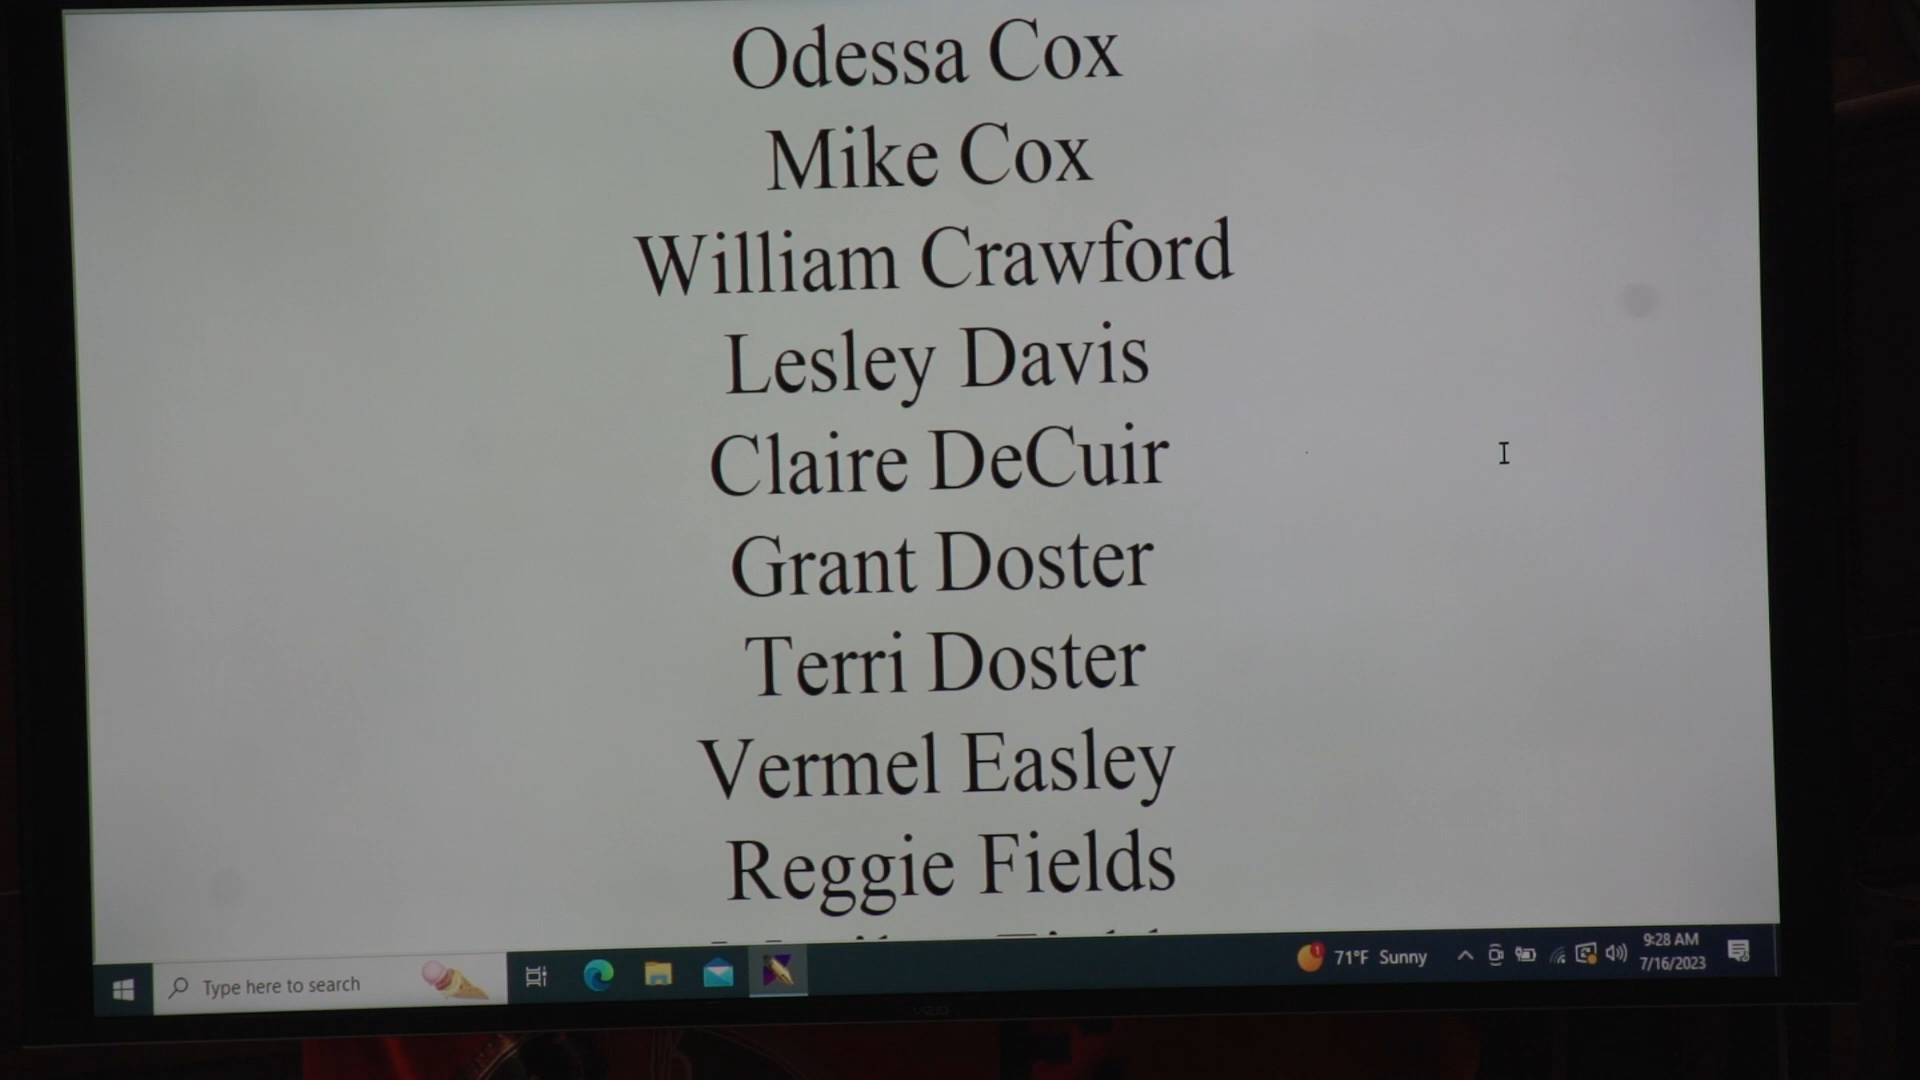 Odessa Cox
Mike Cox
William Crawford
Lesley Davis
Claire DeCuir
Grant Doster
Terri Doster
Vermel Easley
Reggie Fields
Type here to search
71°F Sunny
9:28 AM
7/16/2023
VIZIO